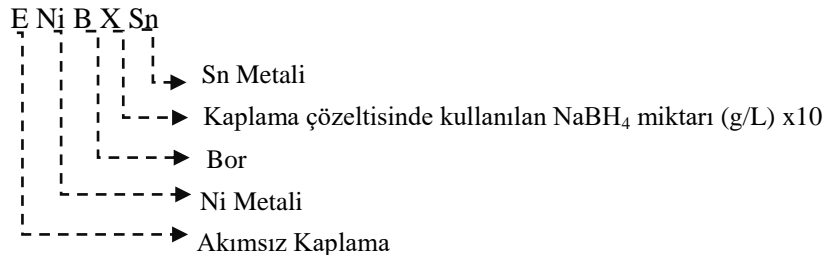 E Ni B X Sn
Sn Metali
Kaplama çözeltisinde kullanılan NaBH₄ miktarı (g/L) x10
Bor
Ni Metali
Akımsız Kaplama